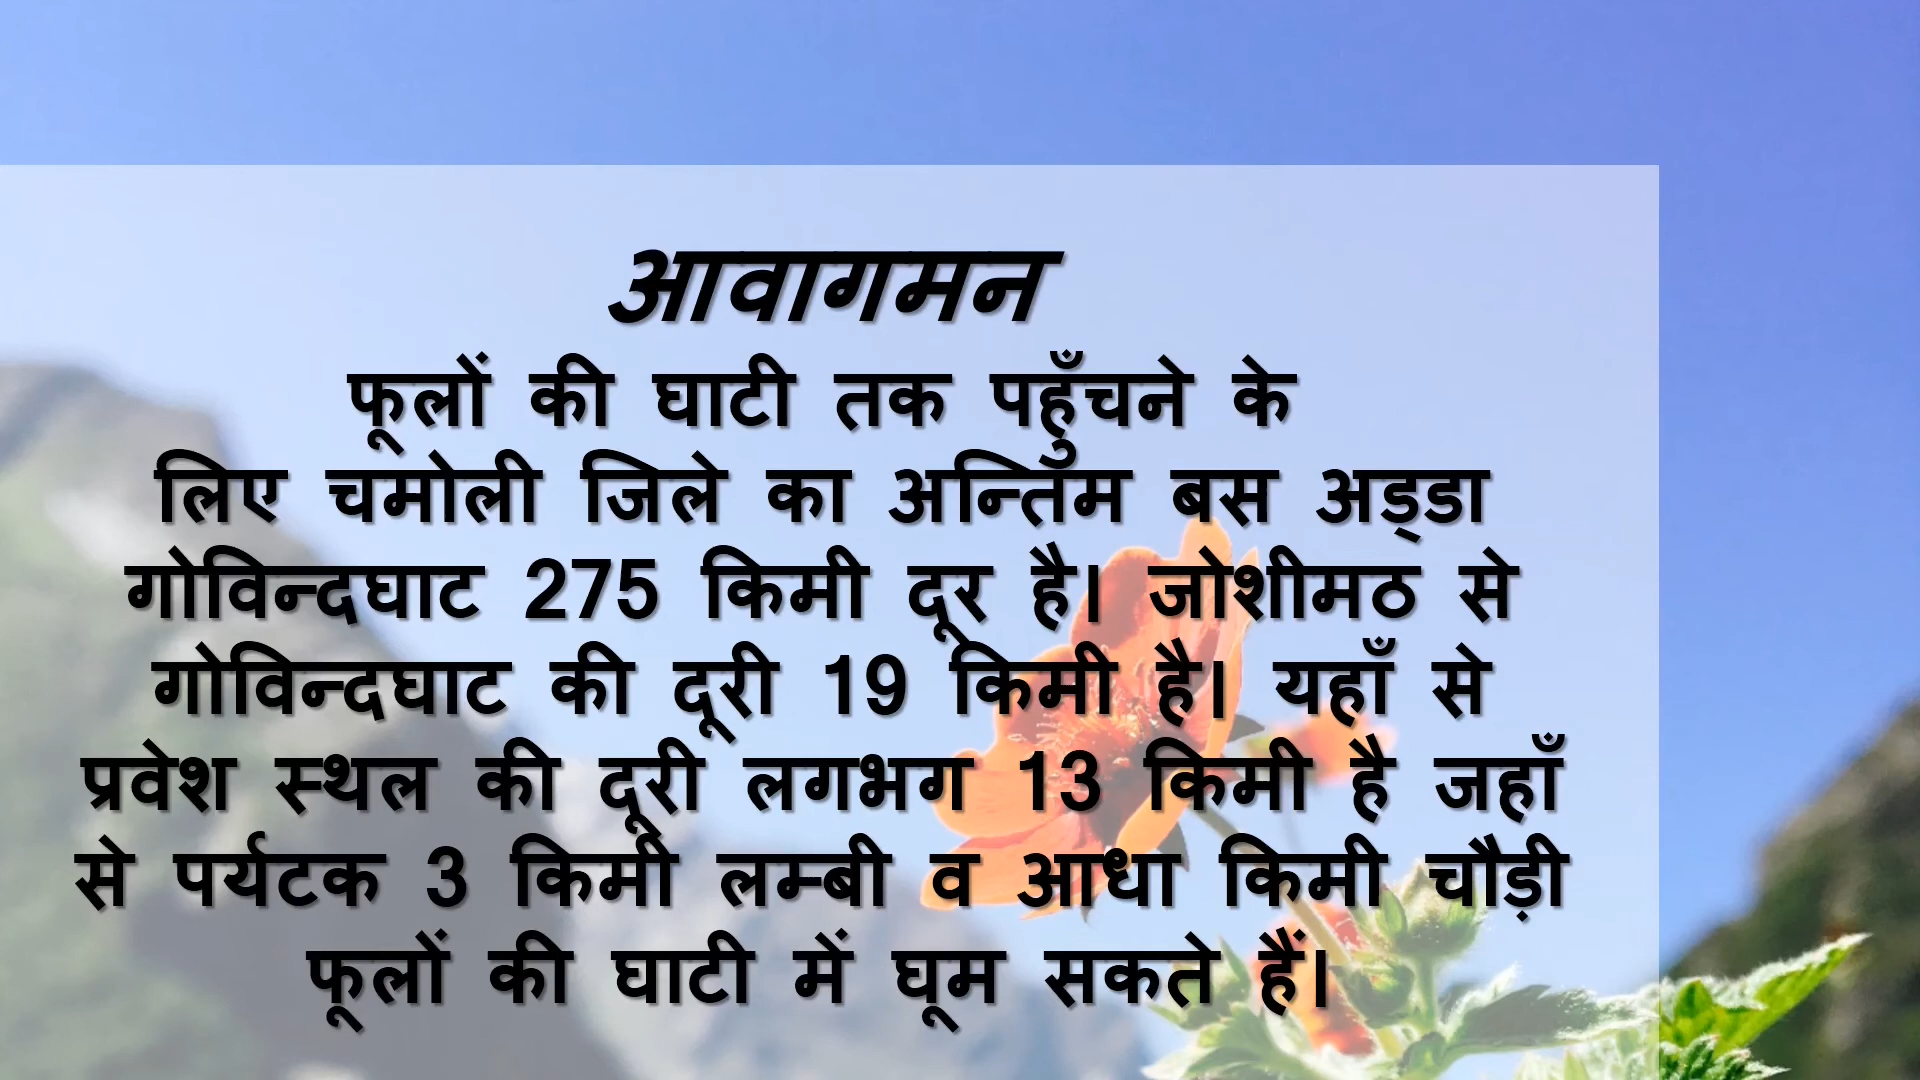 आवागमन
फूलों की घाटी तक पहुँचने के
लिए चमोली जिले का अन्तिम बस अड्डा
गोविन्दघाट 275 किमी दूर है। जोशीमठ से
गोविन्दघाट की दूरी 19 किमी है। यहाँ से
प्रवेश स्थल की दूरी लगभग 13 किमी है जहाँ
से पर्यटक 3 किमी लम्बी व आधा किमी चौड़ी
फूलों की घाटी में घूम सकते हैं।